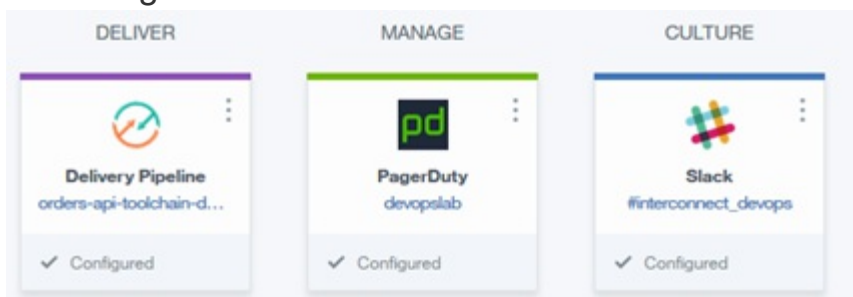 DELIVER
MANAGE
CULTURE
pd
Delivery Pipeline
orders-api-toolchain-d...
Configured
PagerDuty
devopslab
Configured
Slack
#interconnect_devops
Configured